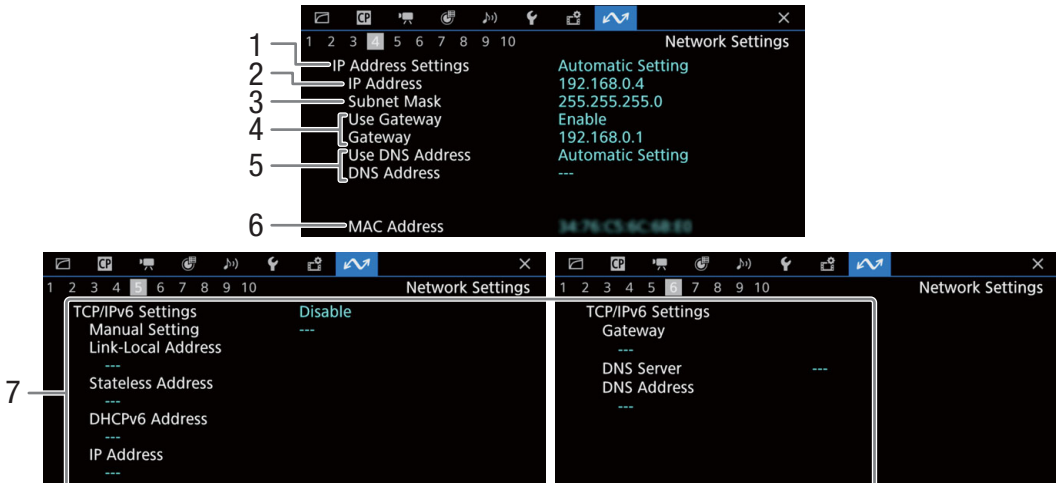 CP
1 2 3 4 5 6 7 8 9 10 Network Settings
1 IP Address Settings Automatic Setting
2 IP Address 192.168.0.4
3 Subnet Mask 255.255.255.0
4 Use Gateway Enable
Gateway 192.168.0.1
5 Use DNS Address Automatic Setting
DNS Address ---
6 MAC Address
CP
1 2 3 4 5 6 7 8 9 10 Network Settings
7
TCP/IPv6 Settings Disable
Manual Setting ---
Link-Local Address
---
Stateless Address
---
DHCPv6 Address
---
IP Address
---
CP
1 2 3 4 5 6 7 8 9 10 Network Settings
TCP/IPv6 Settings
Gateway
---
DNS Server ---
DNS Address
---